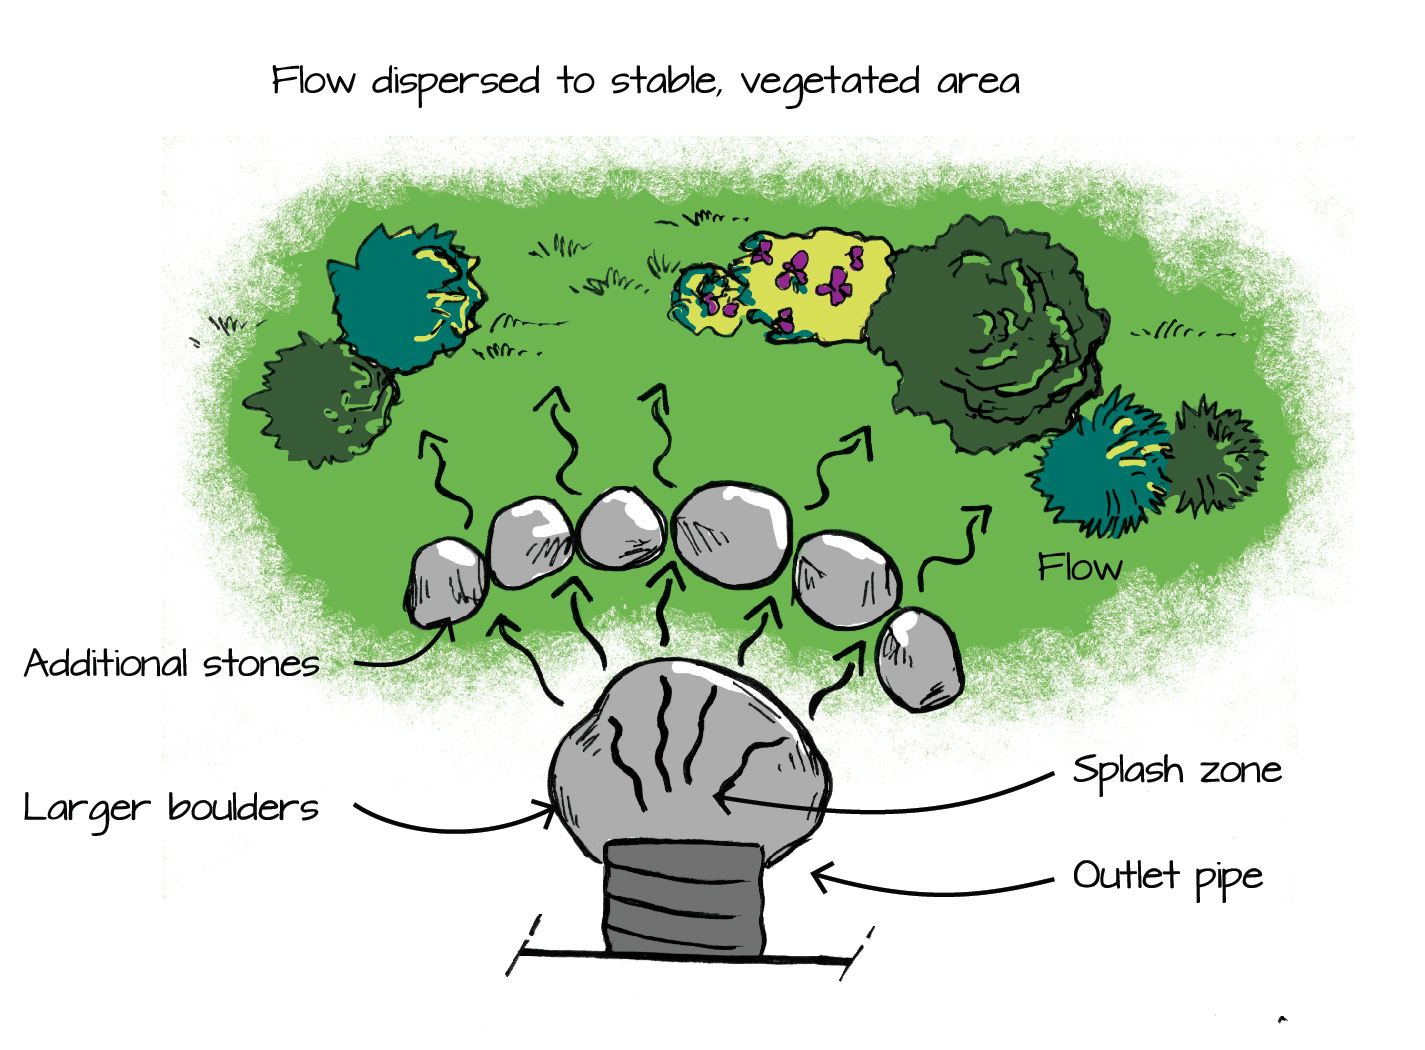 Flow dispersed to stable, vegetated area
Flow
Additional stones
Splash zone
Larger boulders
Outlet pipe